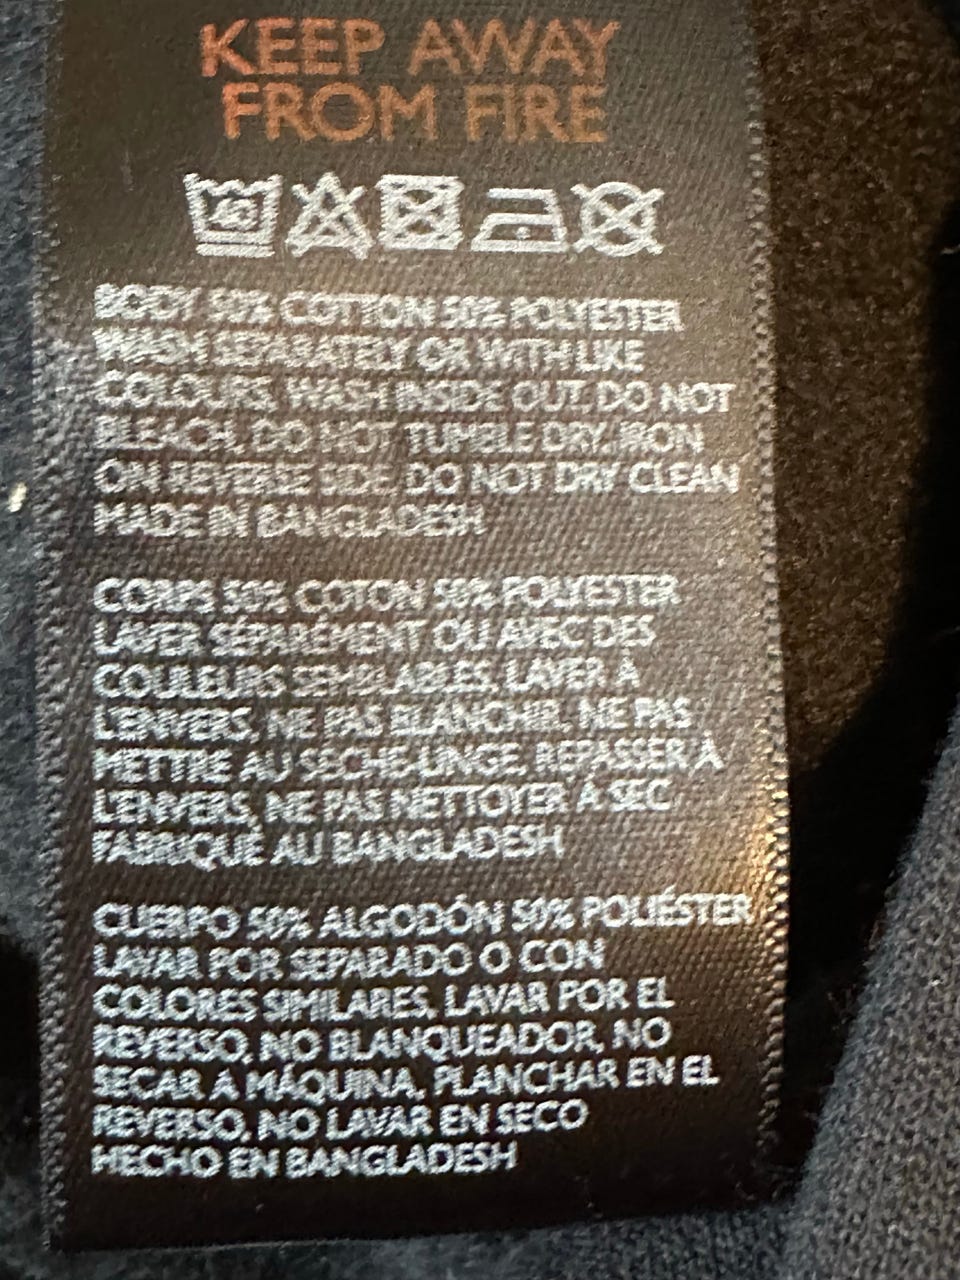 KEEP AWAY
FROM FIRE
40
BODY 50% COTTON 50% POLYESTER
WASH SEPARATELY OR WITH LIKE
COLOURS, WASH INSIDE OUT, DO NOT
BLEACH, DO NOT TUMBLE DRY, IRON
ON REVERSE SIDE, DO NOT DRY CLEAN
MADE IN BANGLADESH
CORPS 50% COTON 50% POLYESTER
LAVER SÉPARÉMENT OU AVEC DES
COULEURS SEMBLABLES, LAVER À
L'ENVERS, NE PAS BLANCHIR, NE PAS
METTRE AU SÈCHE-LINGE, REPASSER À
L'ENVERS, NE PAS NETTOYER À SEC
FABRIQUÉ AU BANGLADESH
CUERPO 50% ALGODÓN 50% POLIÉSTER
LAVAR POR SEPARADO O CON
COLORES SIMILARES, LAVAR POR EL
REVERSO, NO BLANQUEADOR, NO
SECAR A MÁQUINA, PLANCHAR EN EL
REVERSO, NO LAVAR EN SECO
HECHO EN BANGLADESH